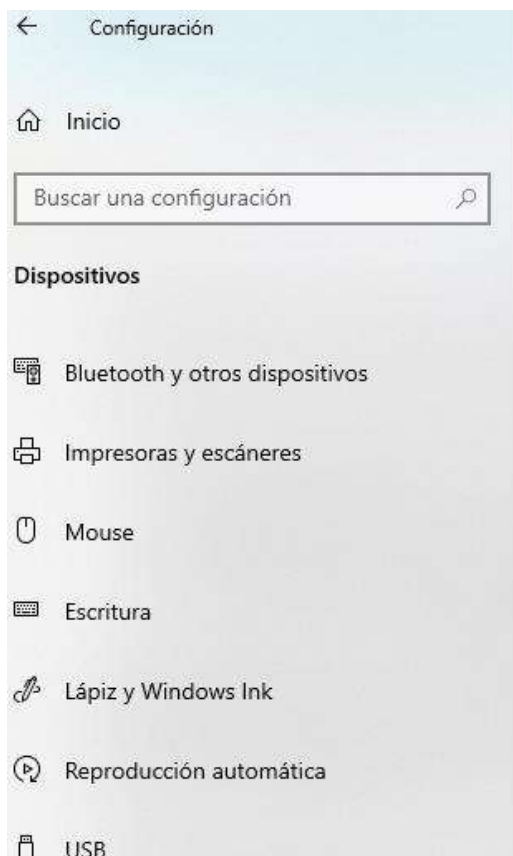 Configuración
Inicio
Buscar una configuración
Dispositivos
Bluetooth y otros dispositivos
Impresoras y escáneres
Mouse
Escritura
Lápiz y Windows Ink
Reproducción automática
USB